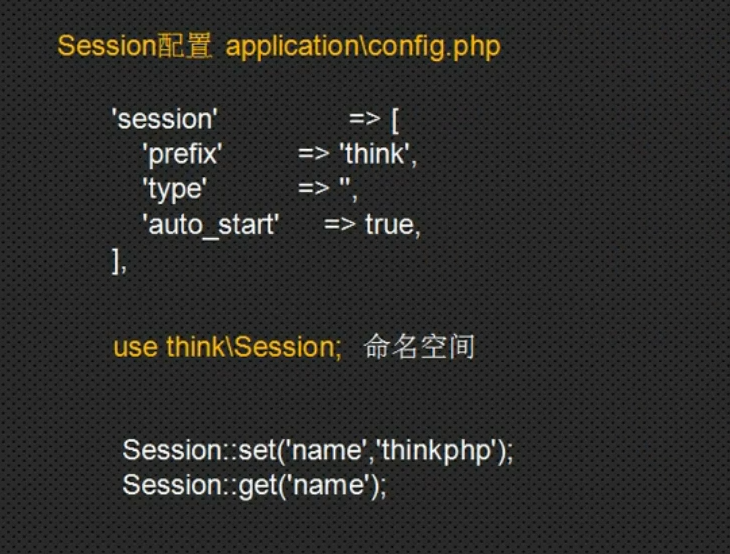 Session配置 application\config.php
'session' => [
'prefix' => 'think',
'type' => '',
'auto_start' => true,
],
use think\Session; 命名空间
Session::set('name','thinkphp');
Session::get('name');